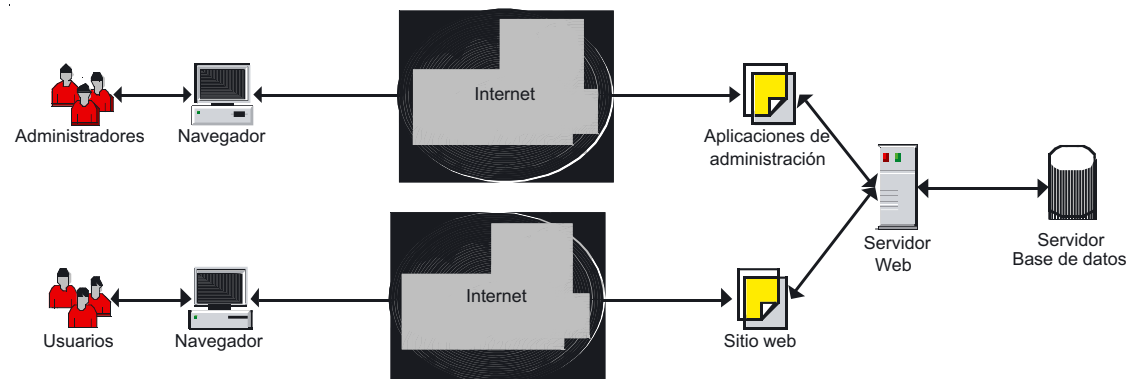 Administradores
Navegador
Internet
Aplicaciones de
administración
Servidor
Web
Servidor
Base de datos
Usuarios
Navegador
Internet
Sitio web